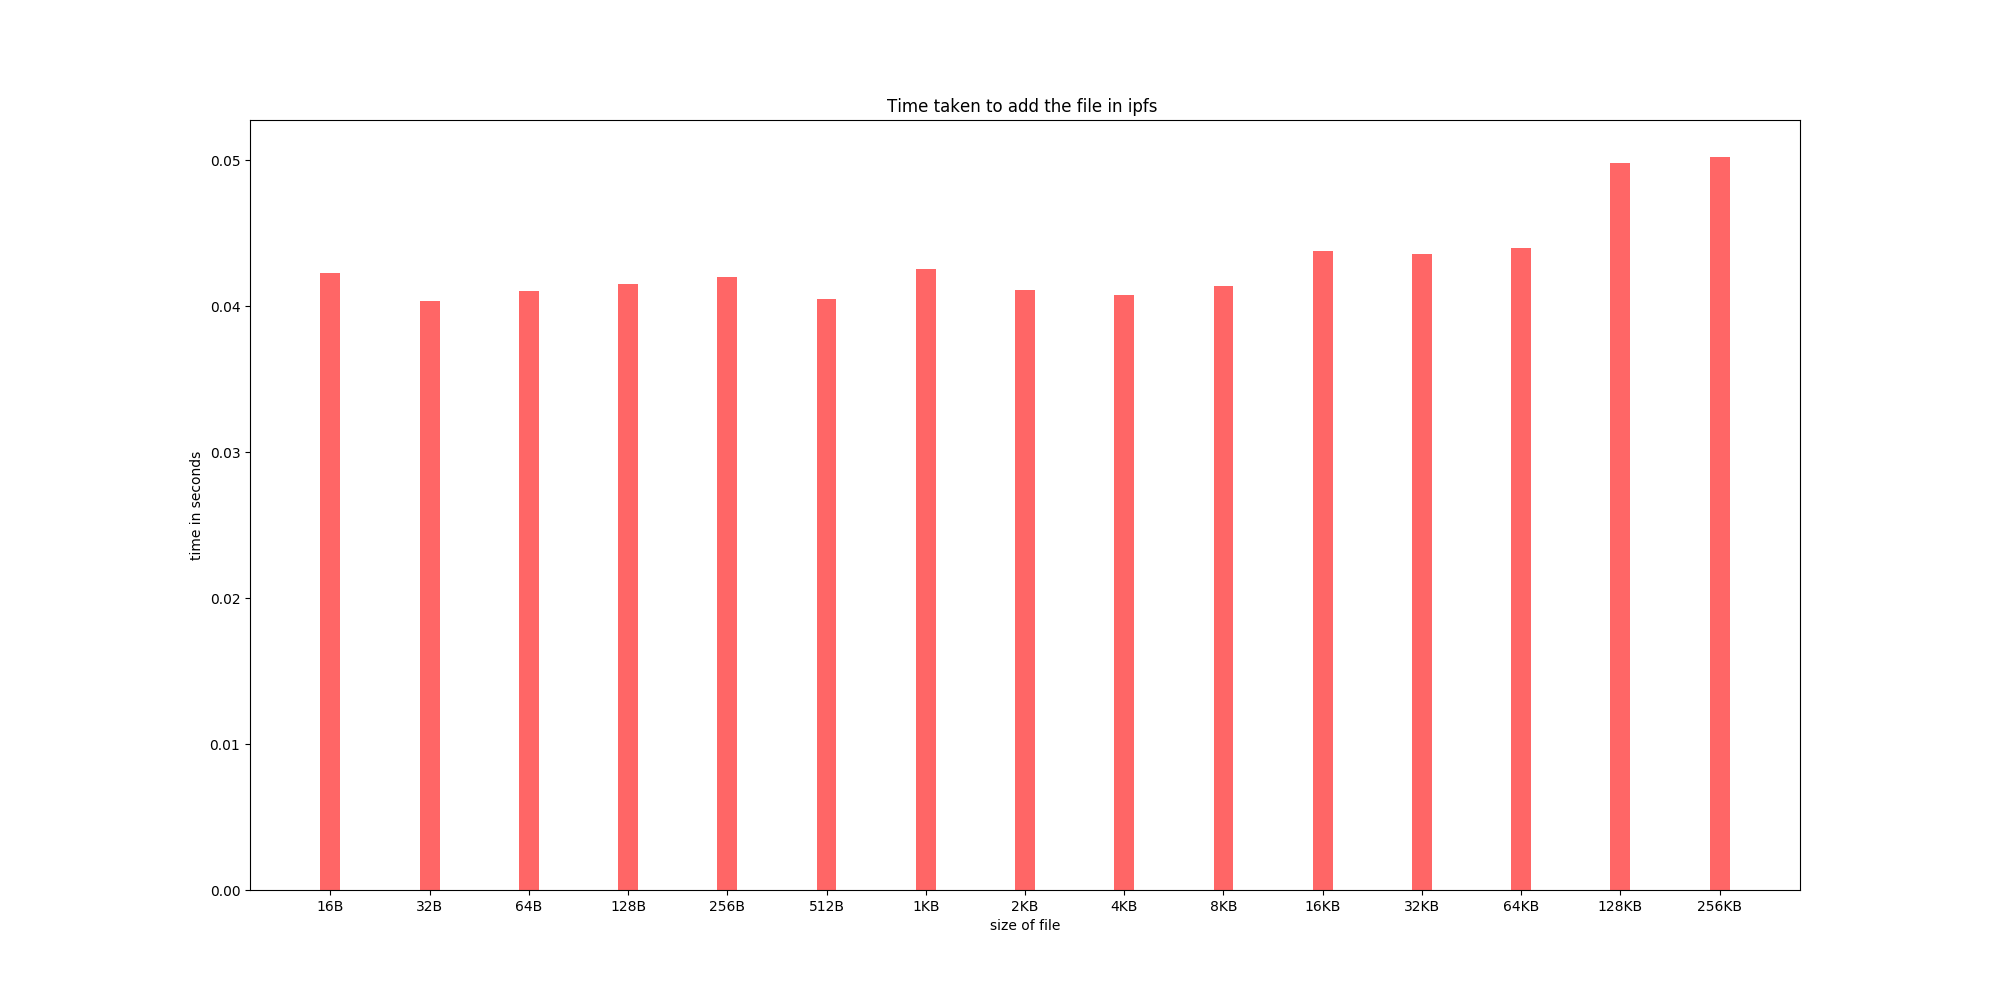 Time taken to add the file in ipfs
0.05
0.04
0.03
0.02
0.01
0.00
time in seconds
16B 32B 64B 128B 256B 512B 1KB 2KB 4KB 8KB 16KB 32KB 64KB 128KB 256KB
size of file